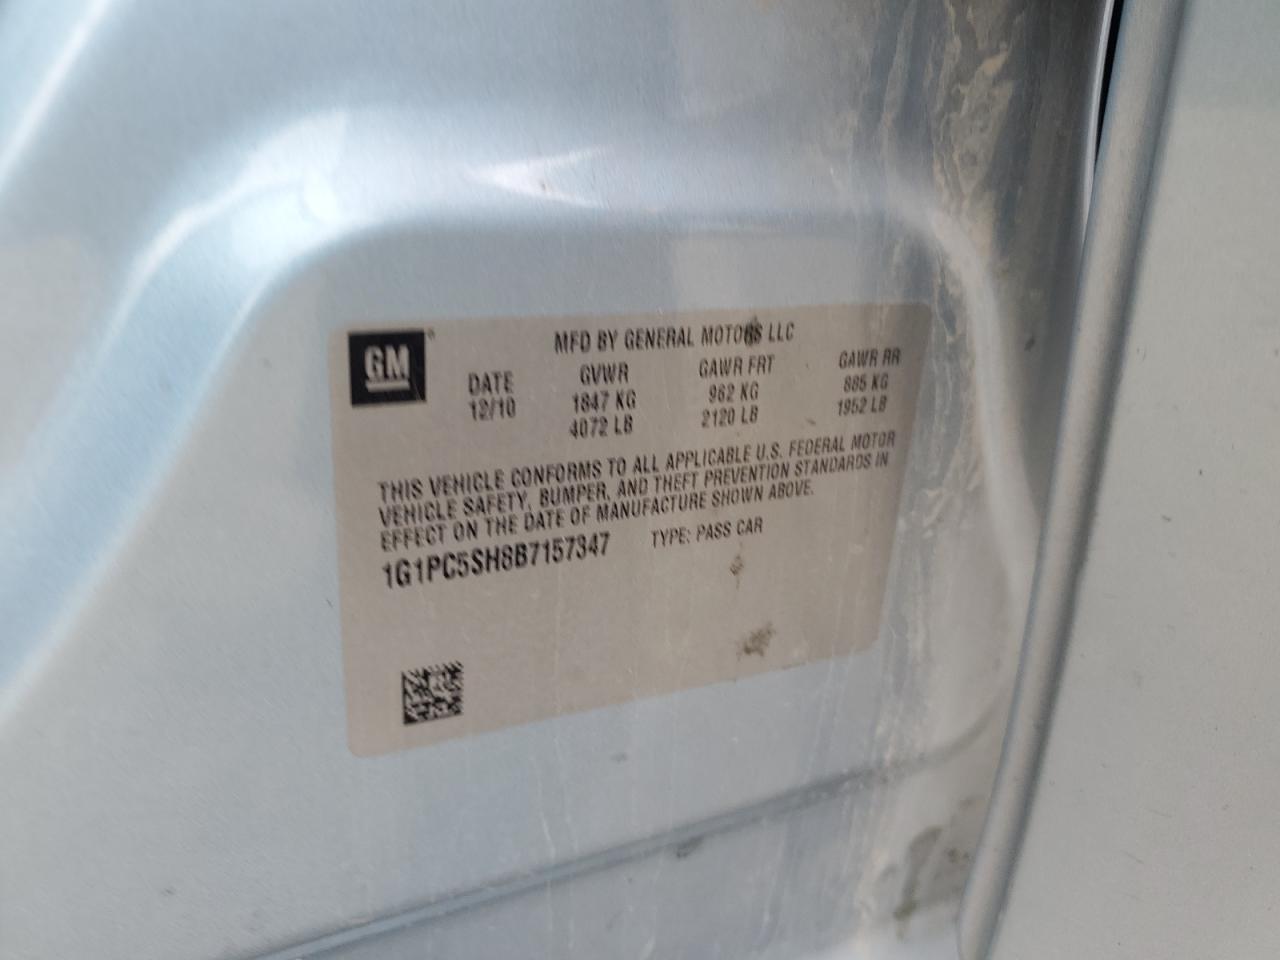 GM
MFD BY GENERAL MOTORS LLC
DATE GVWR GAWR FRT GAWR RR
12/10 1847 KG 962 KG 885 KG
4072 LB 2120 LB 1952 LB
THIS VEHICLE CONFORMS TO ALL APPLICABLE U.S. FEDERAL MOTOR
VEHICLE SAFETY, BUMPER, AND THEFT PREVENTION STANDARDS IN
EFFECT ON THE DATE OF MANUFACTURE SHOWN ABOVE.
1G1PC5SH8B7157347 TYPE: PASS CAR